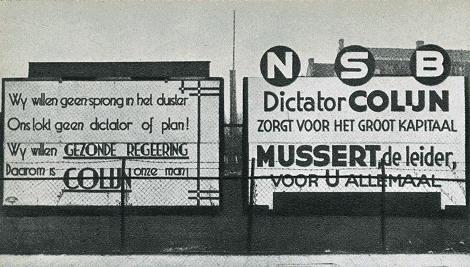 Wy willen geen sprong in het duister
Ons lokt geen dictator of plan!
Wy willen GEZONDE REGEERING
Daarom is COLIJN onze man!
N S B
Dictator COLIJN
ZORGT VOOR HET GROOT KAPITAAL
MUSSERT, de leider,
VOOR U ALLEMAAL